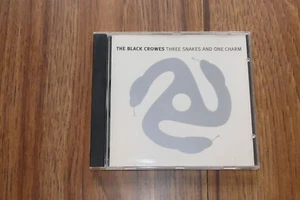 THE BLACK CROWES THREE SNAKES AND ONE CHARM